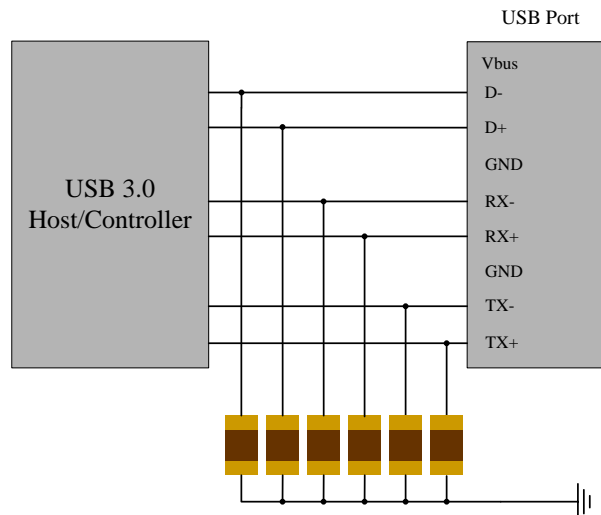 USB Port
Vbus
D-
D+
GND
USB 3.0
Host/Controller
RX-
RX+
GND
TX-
TX+